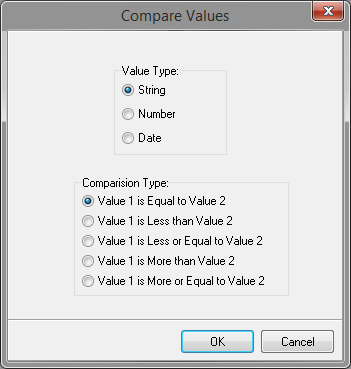 Compare Values
Value Type:
String
Number
Date
Comparision Type:
Value 1 is Equal to Value 2
Value 1 is Less than Value 2
Value 1 is Less or Equal to Value 2
Value 1 is More than Value 2
Value 1 is More or Equal to Value 2
OK
Cancel